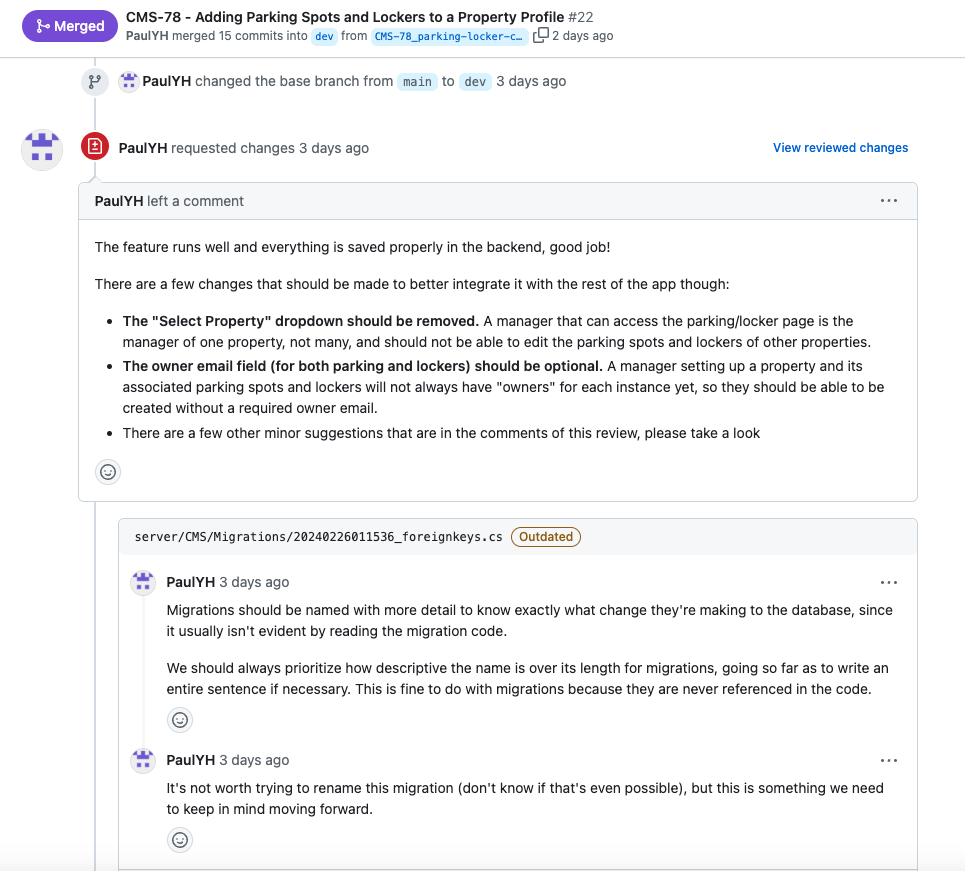 Merged
CMS-78 - Adding Parking Spots and Lockers to a Property Profile #22
PaulYH merged 15 commits into dev from CMS-78_parking-locker-c… 2 days ago
PaulYH changed the base branch from main to dev 3 days ago
PaulYH requested changes 3 days ago
View reviewed changes
PaulYH left a comment
The feature runs well and everything is saved properly in the backend, good job!
There are a few changes that should be made to better integrate it with the rest of the app though:
• The "Select Property" dropdown should be removed. A manager that can access the parking/locker page is the
manager of one property, not many, and should not be able to edit the parking spots and lockers of other properties.
• The owner email field (for both parking and lockers) should be optional. A manager setting up a property and its
associated parking spots and lockers will not always have "owners" for each instance yet, so they should be able to be
created without a required owner email.
• There are a few other minor suggestions that are in the comments of this review, please take a look
server/CMS/Migrations/20240226011536_foreignkeys.cs Outdated
PaulYH 3 days ago
Migrations should be named with more detail to know exactly what change they're making to the database, since
it usually isn't evident by reading the migration code.
We should always prioritize how descriptive the name is over its length for migrations, going so far as to write an
entire sentence if necessary. This is fine to do with migrations because they are never referenced in the code.
PaulYH 3 days ago
It's not worth trying to rename this migration (don't know if that's even possible), but this is something we need
to keep in mind moving forward.